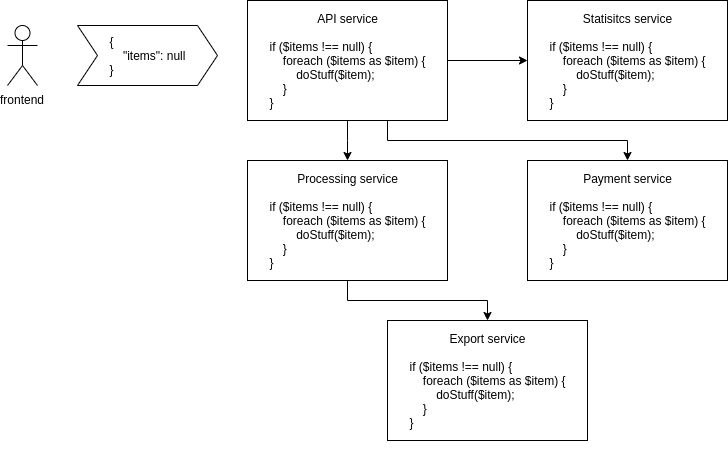 frontend
{
"items": null
}
API service
if ($items !== null) {
foreach ($items as $item) {
doStuff($item);
}
}
Statisitcs service
if ($items !== null) {
foreach ($items as $item) {
doStuff($item);
}
}
Processing service
if ($items !== null) {
foreach ($items as $item) {
doStuff($item);
}
}
Payment service
if ($items !== null) {
foreach ($items as $item) {
doStuff($item);
}
}
Export service
if ($items !== null) {
foreach ($items as $item) {
doStuff($item);
}
}